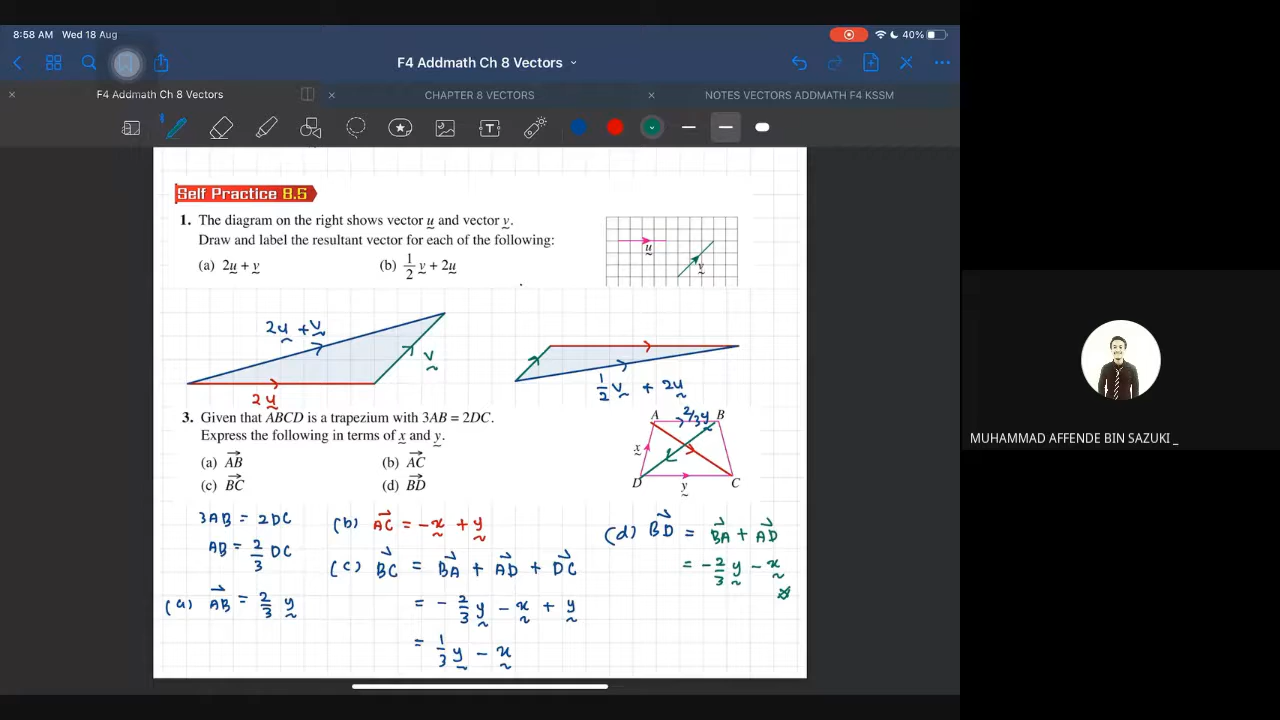 8:58 AM Wed 18 Aug
40%
F4 Addmath Ch 8 Vectors
F4 Addmath Ch 8 Vectors
CHAPTER 8 VECTORS
NOTES VECTORS ADDMATH F4 KSSM
Self Practice 8.5
1. The diagram on the right shows vector u and vector v.
Draw and label the resultant vector for each of the following:
(a) 2u + v (b) 1/2 v + 2u
u
v
2u + v
v
2u
1/2 v + 2u
3. Given that ABCD is a trapezium with 3AB = 2DC.
Express the following in terms of x and y.
(a) AB (b) AC
(c) BC (d) BD
A 2/3 y B
x
D y C
3AB = 2DC
AB = 2/3 DC
(a) AB = 2/3 y
(b) AC = -x + y
(c) BC = BA + AD + DC
= - 2/3 y - x + y
= 1/3 y - x
(d) BD = BA + AD
= - 2/3 y - x
MUHAMMAD AFFENDE BIN SAZUKI _